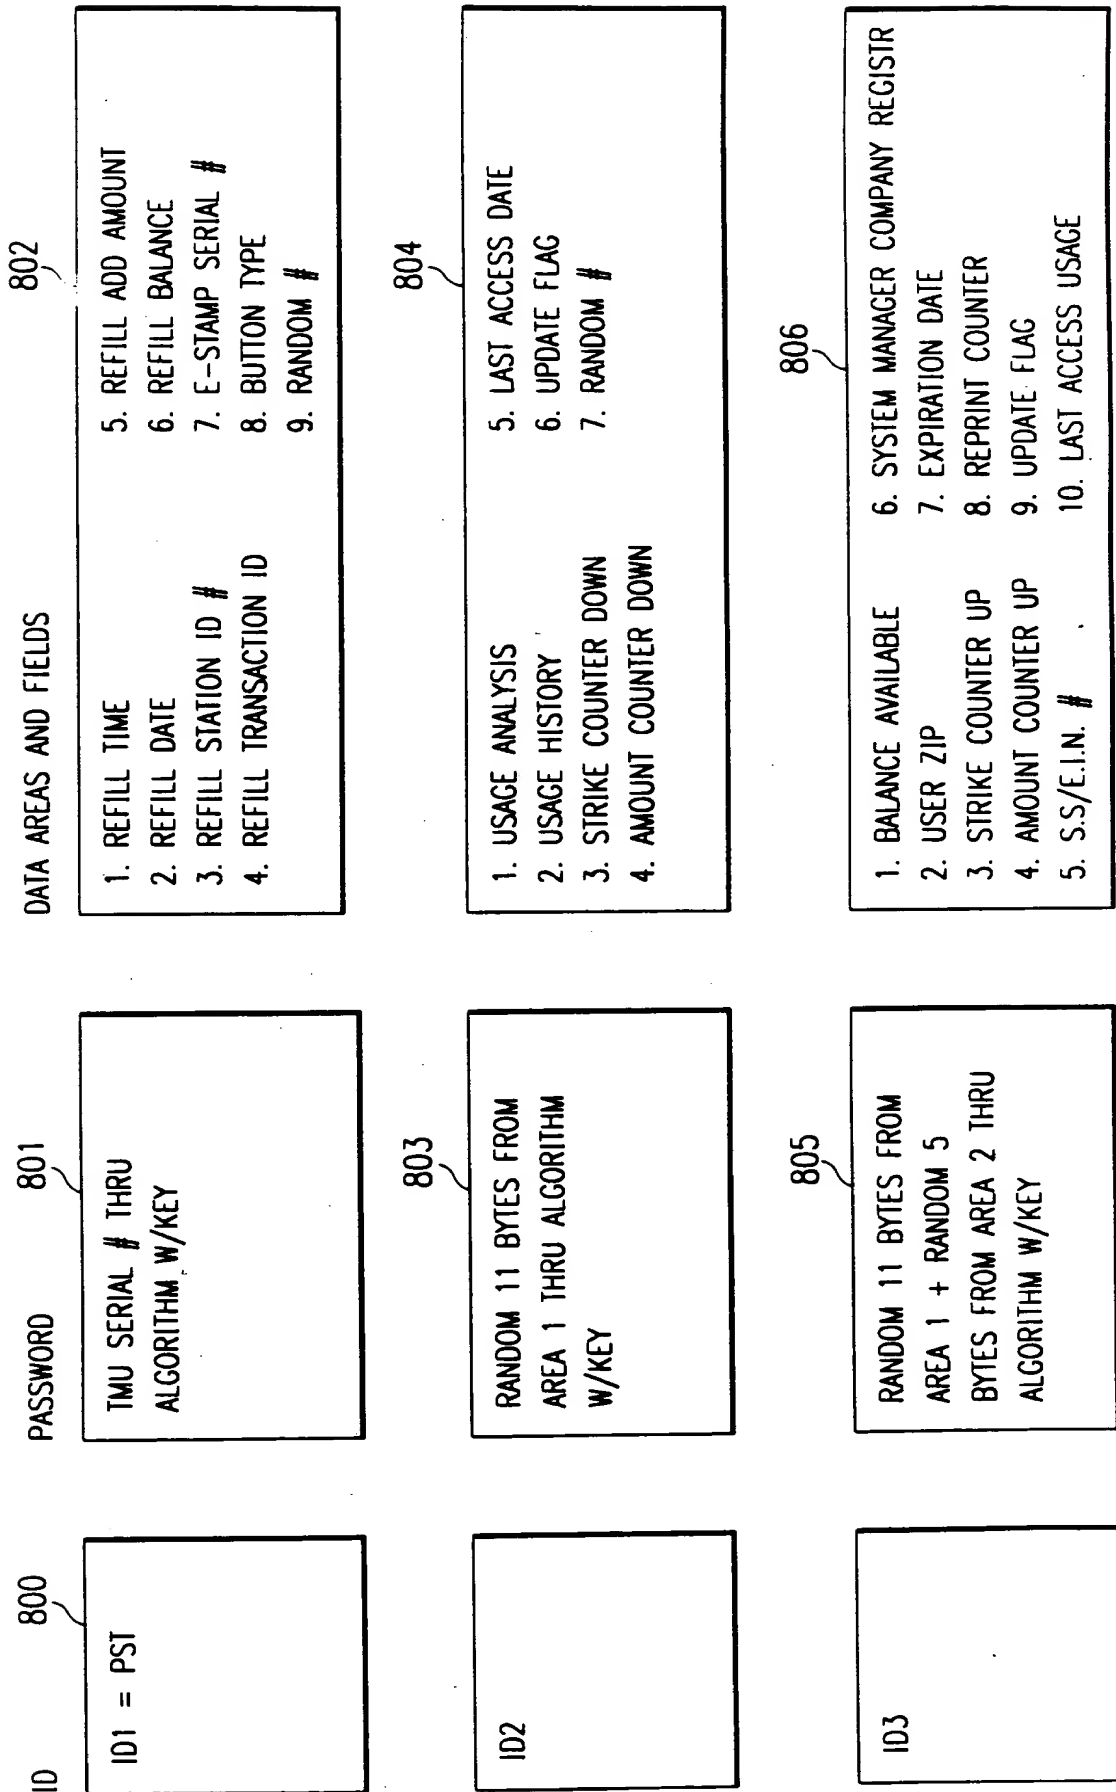 ID
PASSWORD
DATA AREAS AND FIELDS
800
ID1 = PST
801
TMU SERIAL # THRU
ALGORITHM W/KEY
802
1. REFILL TIME
2. REFILL DATE
3. REFILL STATION ID #
4. REFILL TRANSACTION ID
5. REFILL ADD AMOUNT
6. REFILL BALANCE
7. E-STAMP SERIAL #
8. BUTTON TYPE
9. RANDOM #
ID2
803
RANDOM 11 BYTES FROM
AREA 1 THRU ALGORITHM
W/KEY
804
1. USAGE ANALYSIS
2. USAGE HISTORY
3. STRIKE COUNTER DOWN
4. AMOUNT COUNTER DOWN
5. LAST ACCESS DATE
6. UPDATE FLAG
7. RANDOM #
ID3
805
RANDOM 11 BYTES FROM
AREA 1 + RANDOM 5
BYTES FROM AREA 2 THRU
ALGORITHM W/KEY
806
1. BALANCE AVAILABLE
2. USER ZIP
3. STRIKE COUNTER UP
4. AMOUNT COUNTER UP
5. S.S/E.I.N. #
6. SYSTEM MANAGER COMPANY REGISTR
7. EXPIRATION DATE
8. REPRINT COUNTER
9. UPDATE FLAG
10. LAST ACCESS USAGE